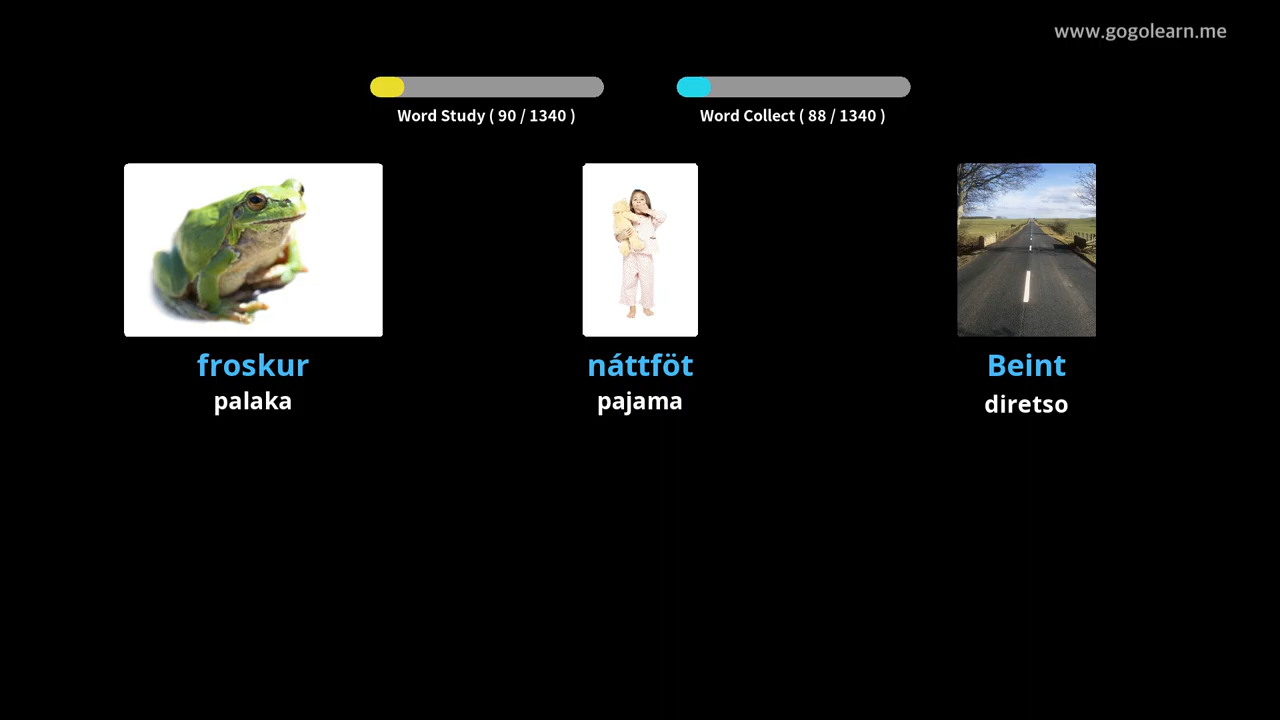 www.gogolearn.me
Word Study ( 90 / 1340 )
Word Collect ( 88 / 1340 )
froskur
palaka
náttföt
pajama
Beint
diretso